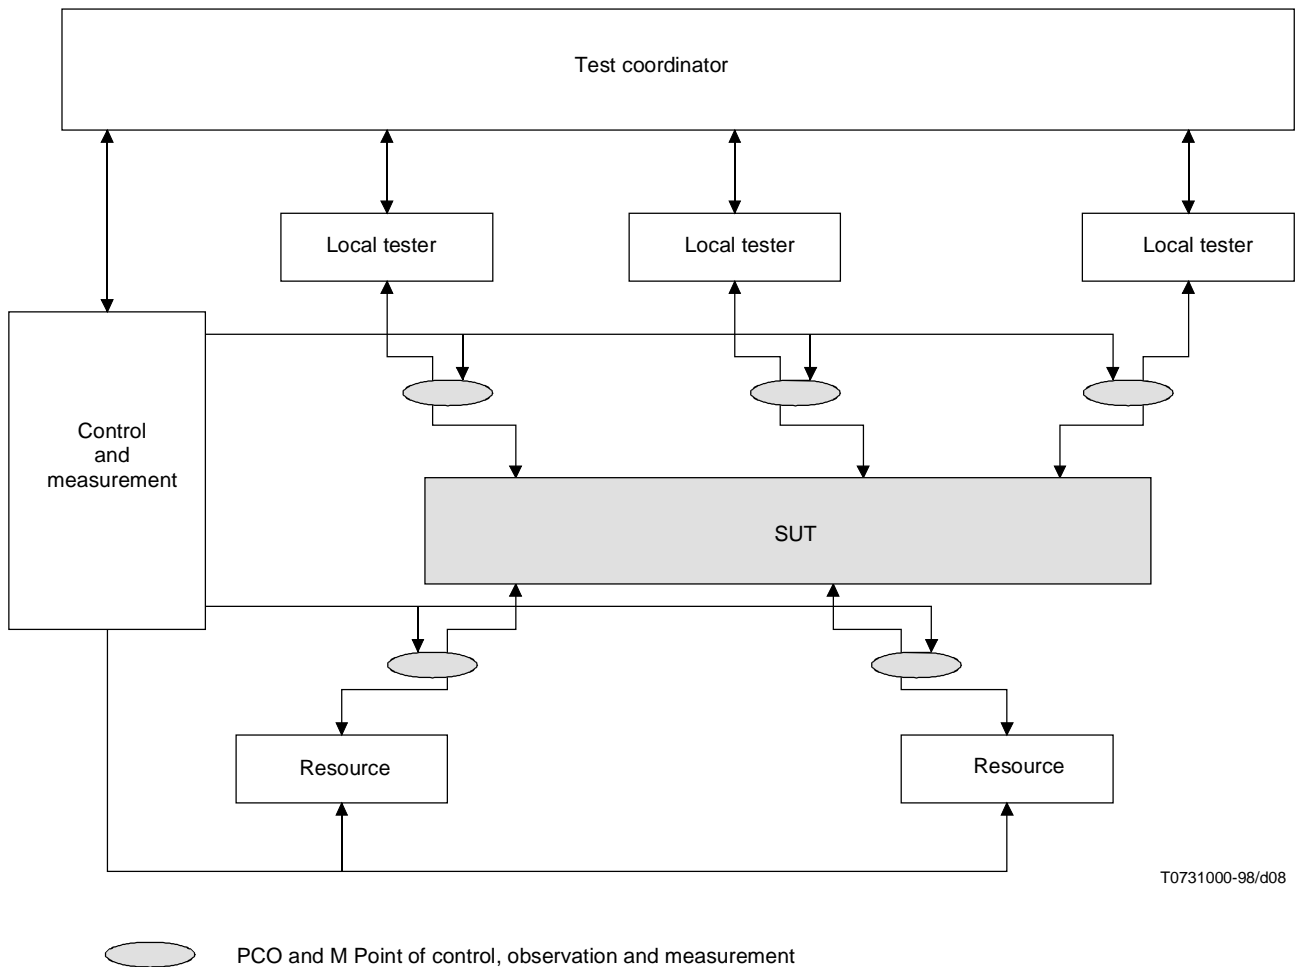 Test coordinator
Local tester
Local tester
Local tester
Control
and
measurement
SUT
Resource
Resource
T0731000-98/d08
PCO and M Point of control, observation and measurement